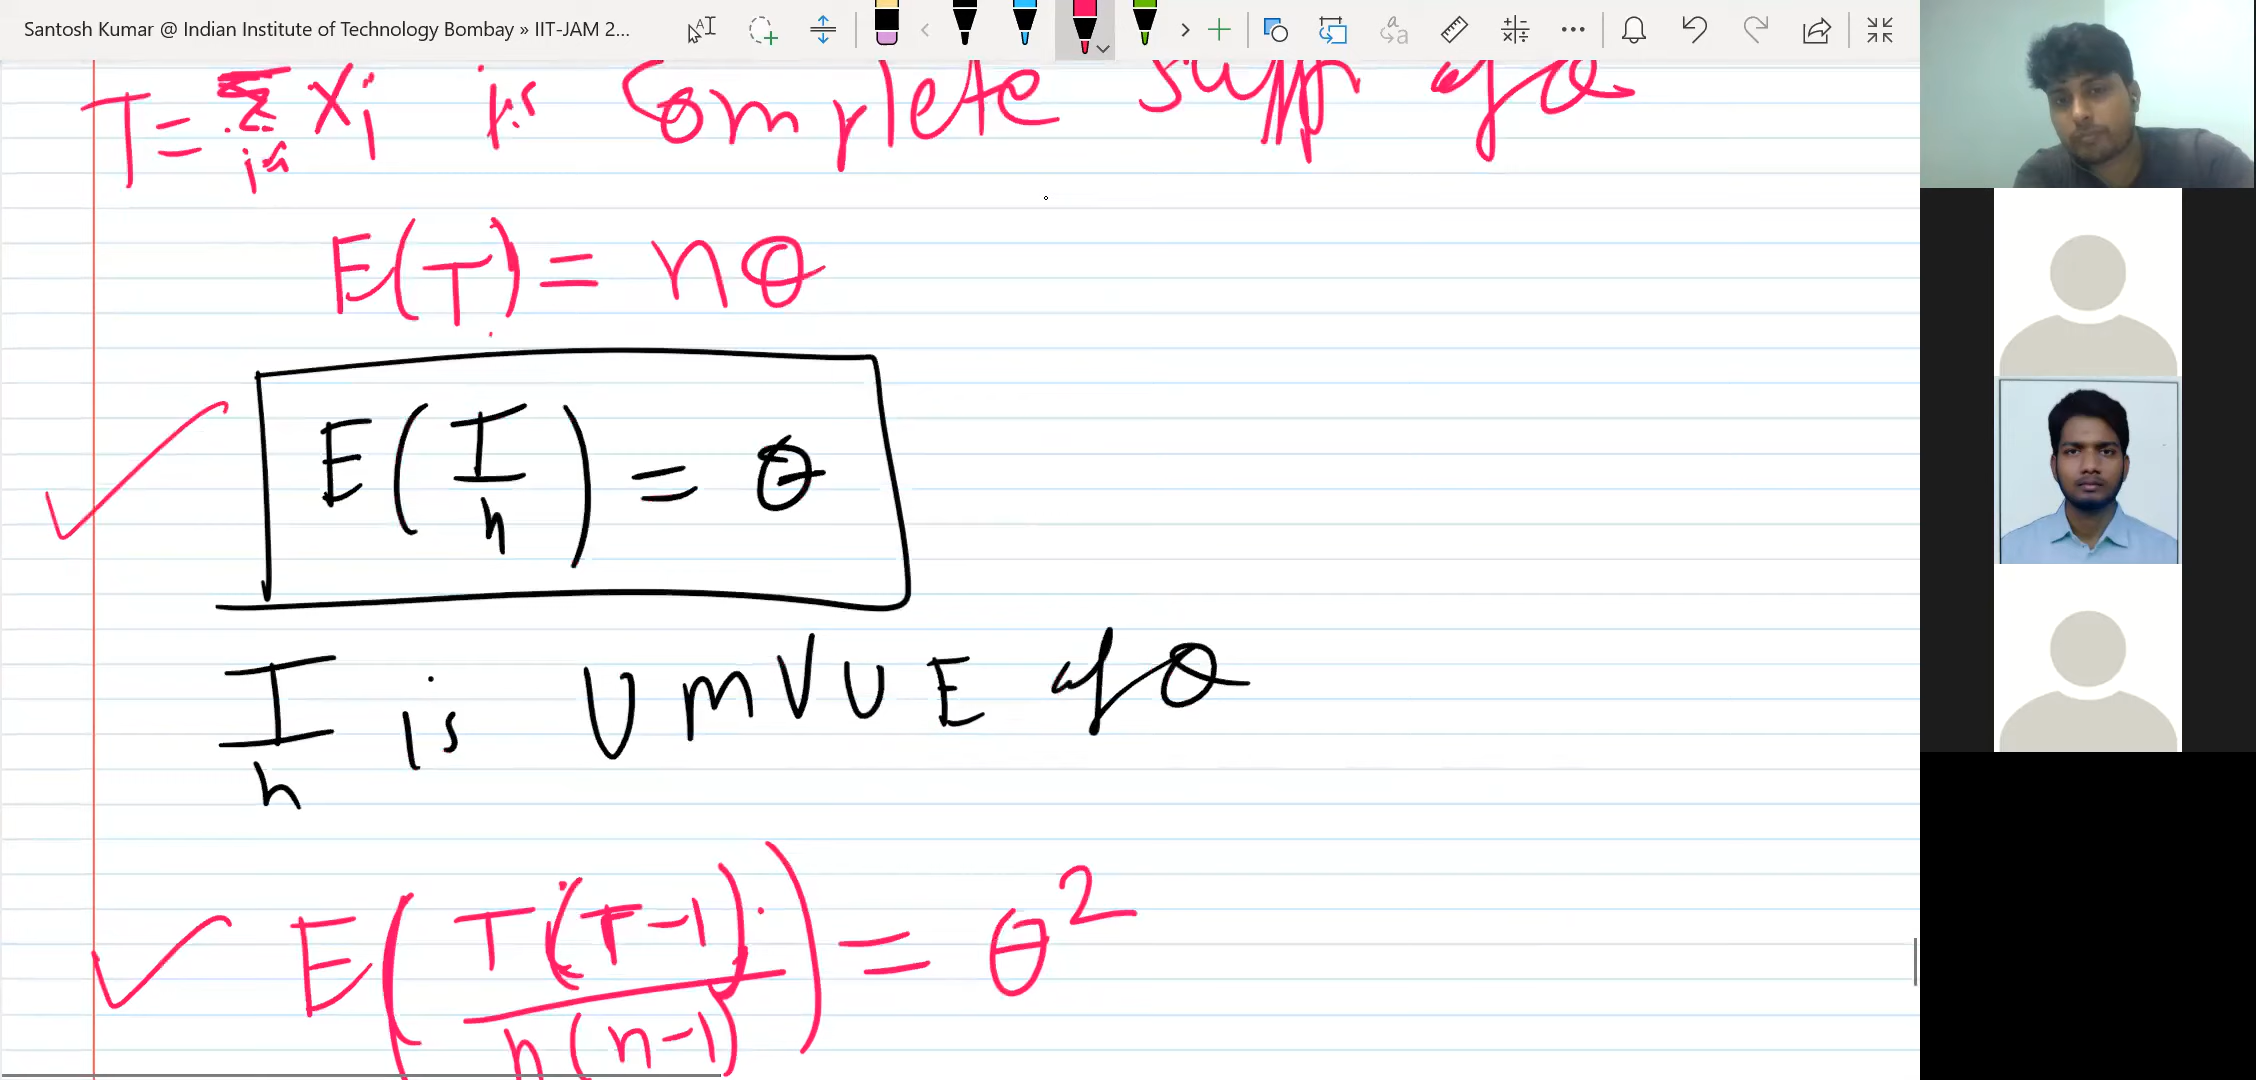 Santosh Kumar @ Indian Institute of Technology Bombay » IIT-JAM 2...
T = Σ Xi is complete suff of θ
i=1
E(T) = nθ
E(T/n) = θ
T/n is UMVUE of θ
E(T(T-1)/n(n-1)) = θ²